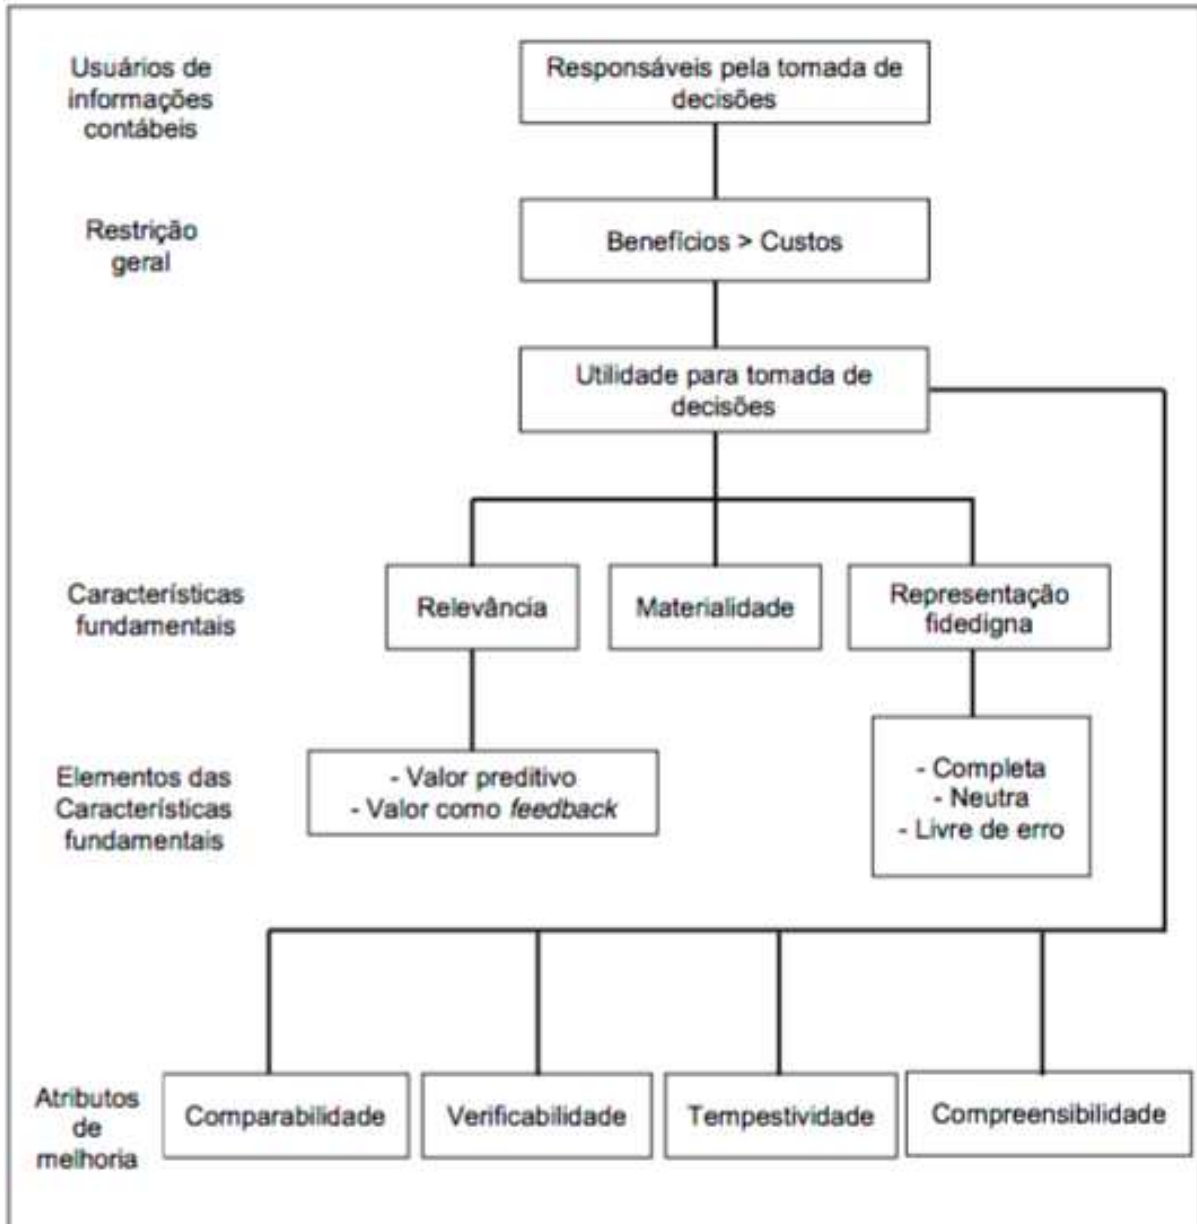 Usuários de
informações
contábeis
Responsáveis pela tomada de
decisões
Restrição
geral
Benefícios > Custos
Utilidade para tomada de
decisões
Características
fundamentais
Relevância
Materialidade
Representação
fidedigna
Elementos das
Características
fundamentais
- Valor preditivo
- Valor como feedback
- Completa
- Neutra
- Livre de erro
Atributos
de
melhoria
Comparabilidade
Verificabilidade
Tempestividade
Compreensibilidade